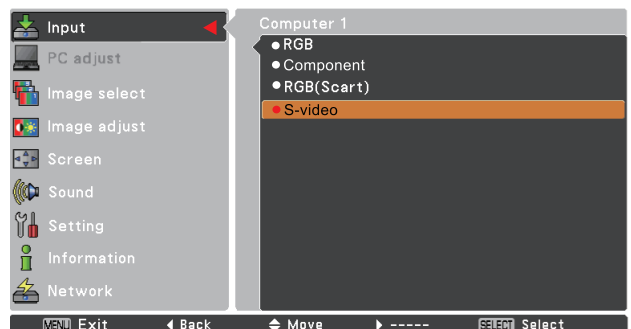 Input
PC adjust
Image select
Image adjust
Screen
Sound
Setting
Information
Network
Computer 1
RGB
Component
RGB(Scart)
S-video
MENU Exit Back Move ----- SELECT Select